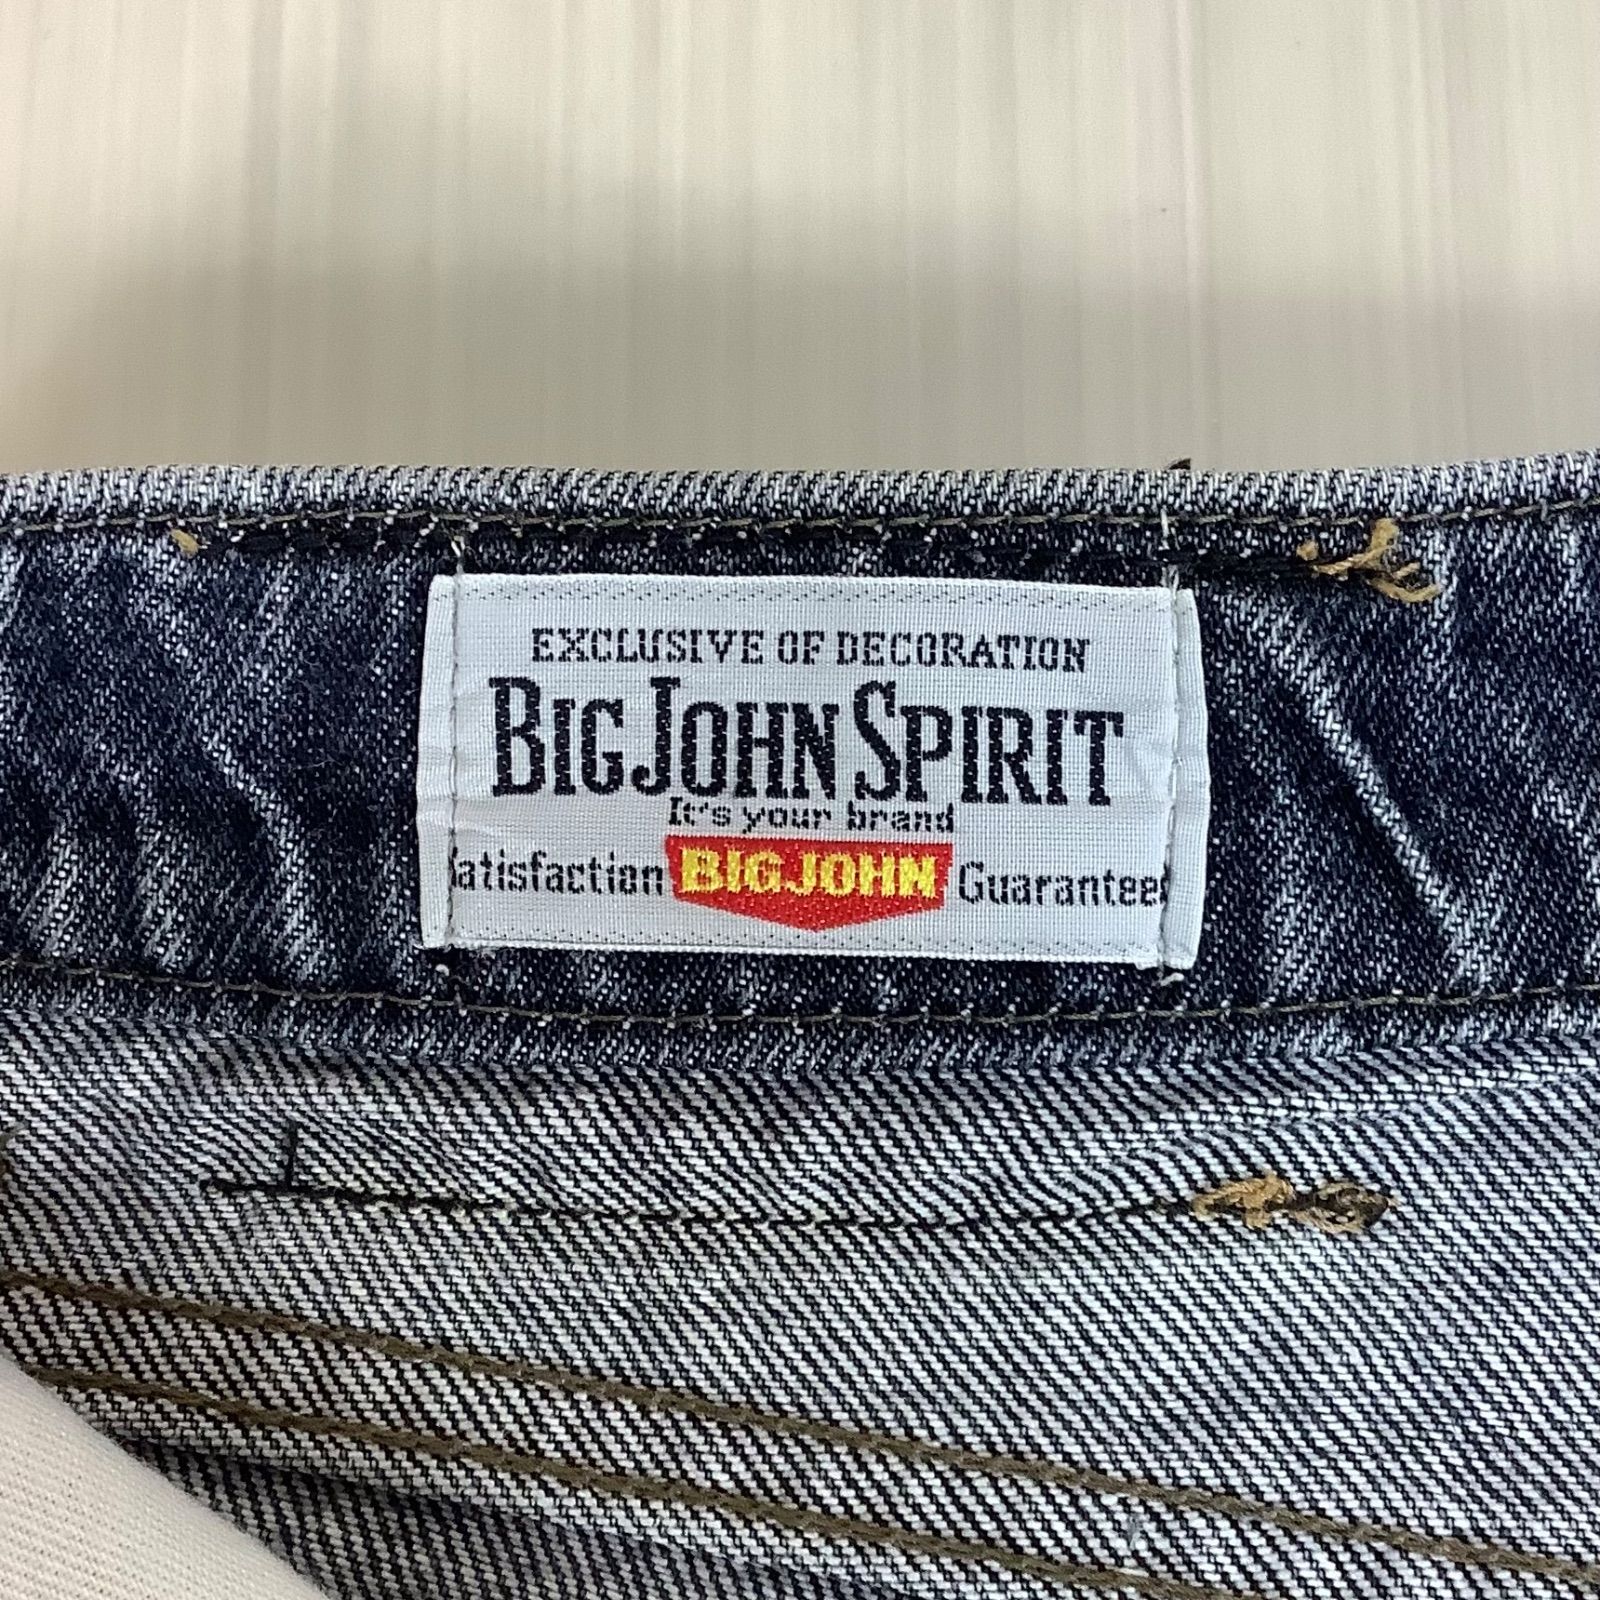 EXCLUSIVE OF DECORATION
BIG JOHN SPIRIT
It's your brand
Satisfaction BIG JOHN Guaranteed